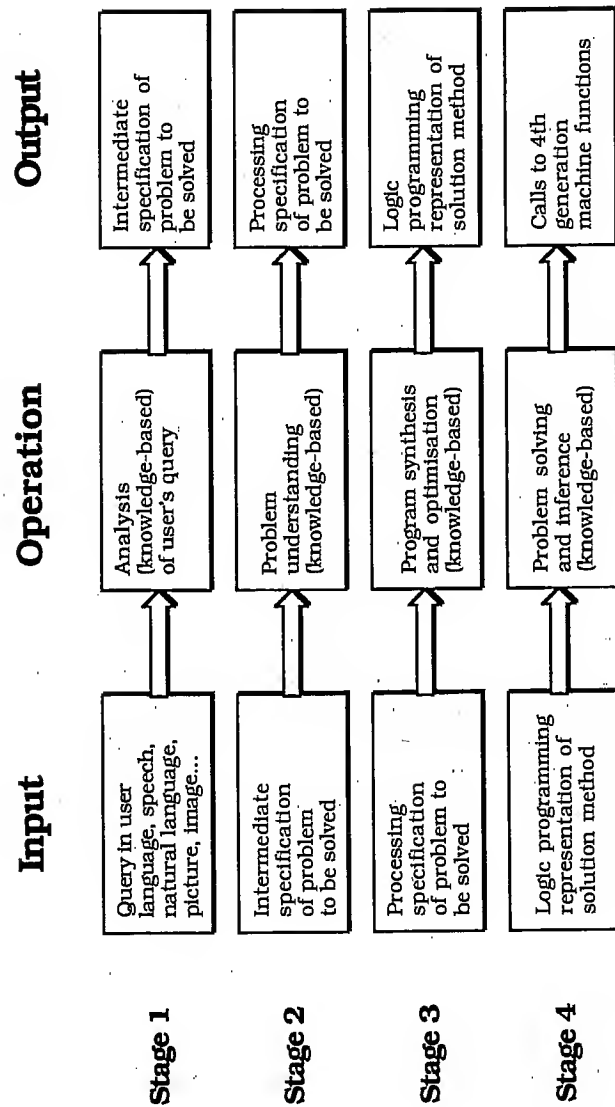 Input
Operation
Output
Stage 1
Query in user
language, speech,
natural language,
picture, image...
Analysis
(knowledge-based)
of user's query
Intermediate
specification of
problem to
be solved
Stage 2
Intermediate
specification
of problem
to be solved
Problem
understanding
(knowledge-based)
Processing
specification
of problem to
be solved
Stage 3
Processing
specification
of problem to
be solved
Program synthesis
and optimisation
(knowledge-based)
Logic
programming
representation of
solution method
Stage 4
Logic programming
representation of
solution method
Problem solving
and inference
(knowledge-based)
Calls to 4th
generation
machine functions